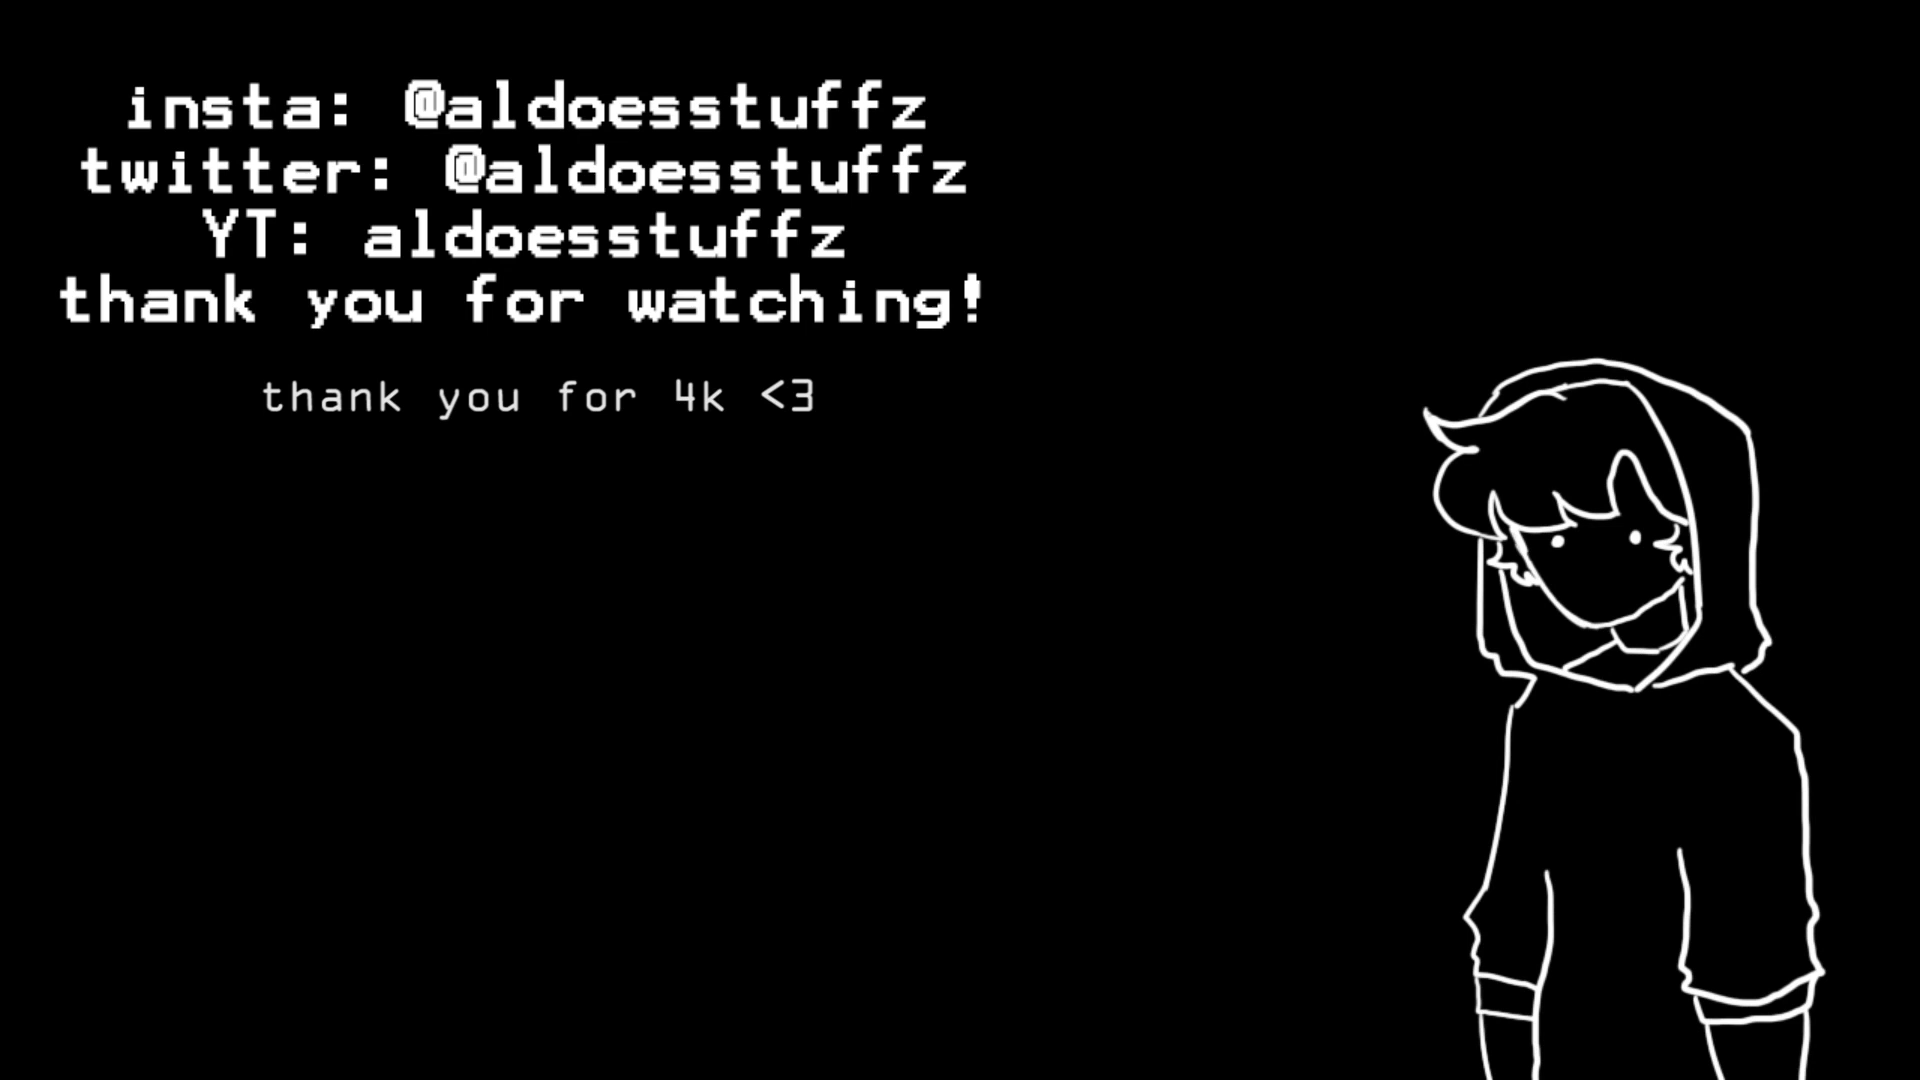 insta: @aldoesstuffz
twitter: @aldoesstuffz
YT: aldoesstuffz
thank you for watching!
thank you for 4k <3